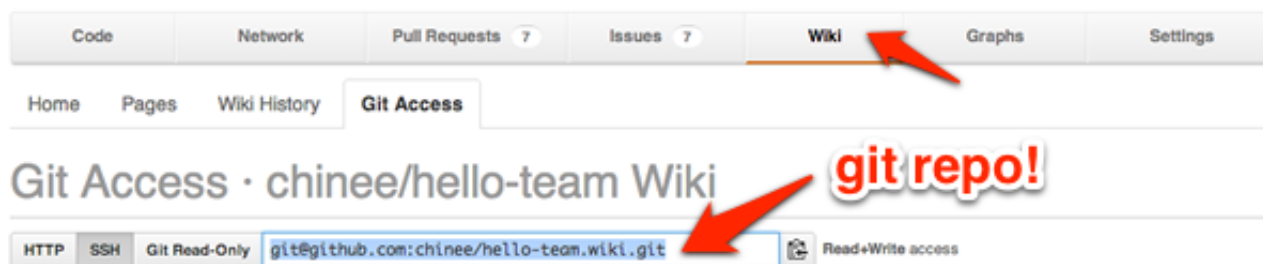 Code Network Pull Requests 7 Issues 7 Wiki Graphs Settings
Home Pages Wiki History Git Access
git repo!
Git Access · chinee/hello-team Wiki
HTTP SSH Git Read-Only git@github.com:chinee/hello-team.wiki.git Read+Write access